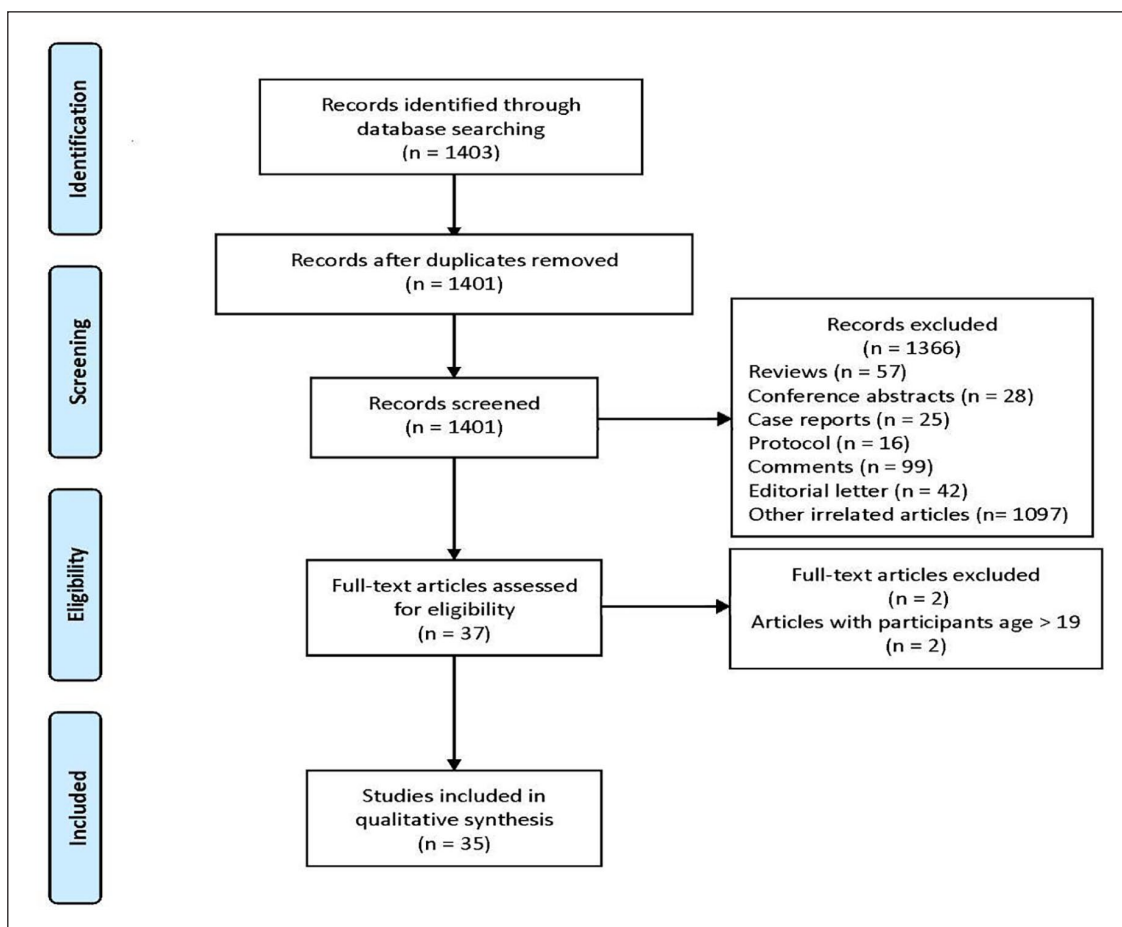 Identification
Records identified through
database searching
(n = 1403)
Records after duplicates removed
(n = 1401)
Screening
Records screened
(n = 1401)
Records excluded
(n = 1366)
Reviews (n = 57)
Conference abstracts (n = 28)
Case reports (n = 25)
Protocol (n = 16)
Comments (n = 99)
Editorial letter (n = 42)
Other irrelated articles (n= 1097)
Eligibility
Full-text articles assessed
for eligibility
(n = 37)
Full-text articles excluded
(n = 2)
Articles with participants age > 19
(n = 2)
Included
Studies included in
qualitative synthesis
(n = 35)